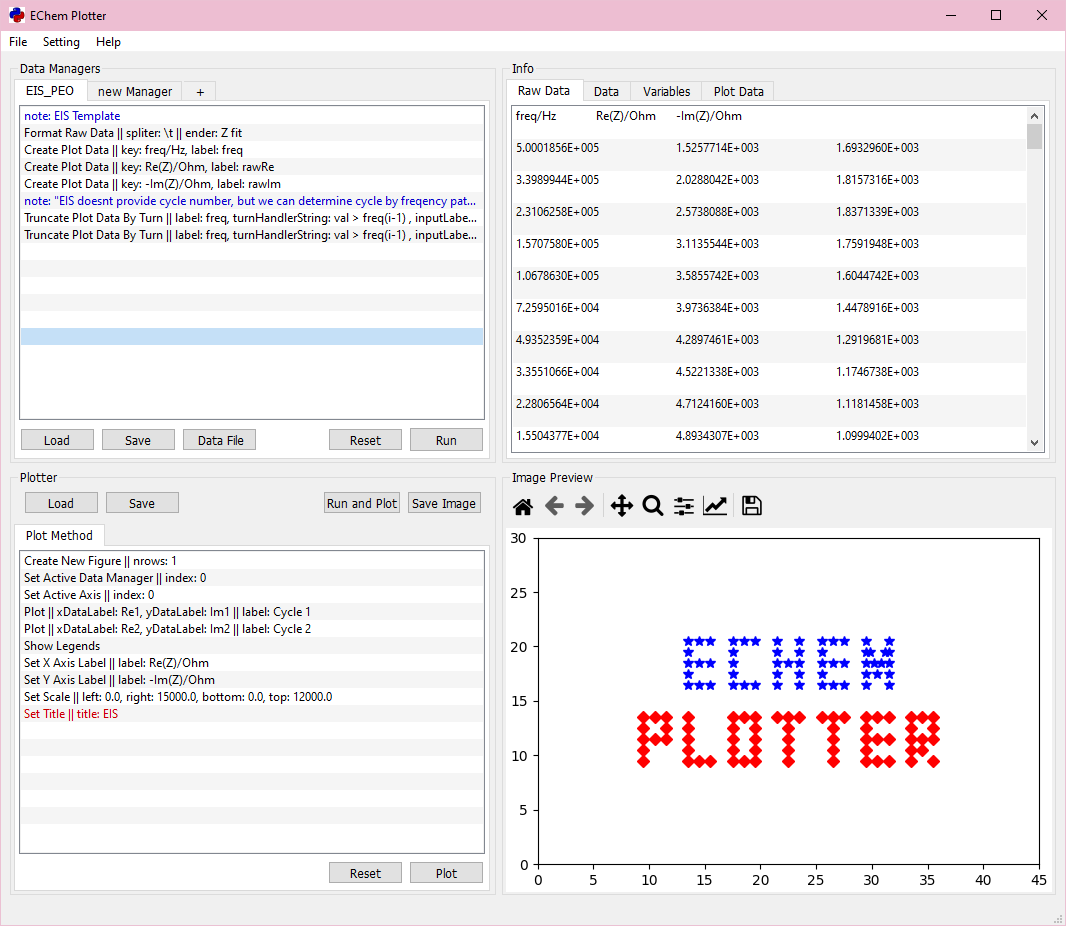 EChem Plotter
File Setting Help
Data Managers
EIS_PEO new Manager +
note: EIS Template
Format Raw Data || spliter: \t || ender: Z fit
Create Plot Data || key: freq/Hz, label: freq
Create Plot Data || key: Re(Z)/Ohm, label: rawRe
Create Plot Data || key: -Im(Z)/Ohm, label: rawIm
note: "EIS doesnt provide cycle number, but we can determine cycle by freqency pat...
Truncate Plot Data By Turn || label: freq, turnHandlerString: val > freq(i-1) , inputLabe...
Truncate Plot Data By Turn || label: freq, turnHandlerString: val > freq(i-1) , inputLabe...
Load Save Data File Reset Run
Info
Raw Data Data Variables Plot Data
freq/Hz Re(Z)/Ohm -Im(Z)/Ohm
5.0001856E+005 1.5257714E+003 1.6932960E+003
3.3989944E+005 2.0288042E+003 1.8157316E+003
2.3106258E+005 2.5738088E+003 1.8371339E+003
1.5707580E+005 3.1135544E+003 1.7591948E+003
1.0678630E+005 3.5855742E+003 1.6044742E+003
7.2595016E+004 3.9736384E+003 1.4478916E+003
4.9352359E+004 4.2897461E+003 1.2919681E+003
3.3551066E+004 4.5221338E+003 1.1746738E+003
2.2806564E+004 4.7124160E+003 1.1181458E+003
1.5504377E+004 4.8934307E+003 1.0999402E+003
Plotter
Load Save Run and Plot Save Image
Plot Method
Create New Figure || nrows: 1
Set Active Data Manager || index: 0
Set Active Axis || index: 0
Plot || xDataLabel: Re1, yDataLabel: Im1 || label: Cycle 1
Plot || xDataLabel: Re2, yDataLabel: Im2 || label: Cycle 2
Show Legends
Set X Axis Label || label: Re(Z)/Ohm
Set Y Axis Label || label: -Im(Z)/Ohm
Set Scale || left: 0.0, right: 15000.0, bottom: 0.0, top: 12000.0
Set Title || title: EIS
Reset Plot
Image Preview
30
25
20
15
10
5
0
ECHEM
PLOTTER
0 5 10 15 20 25 30 35 40 45